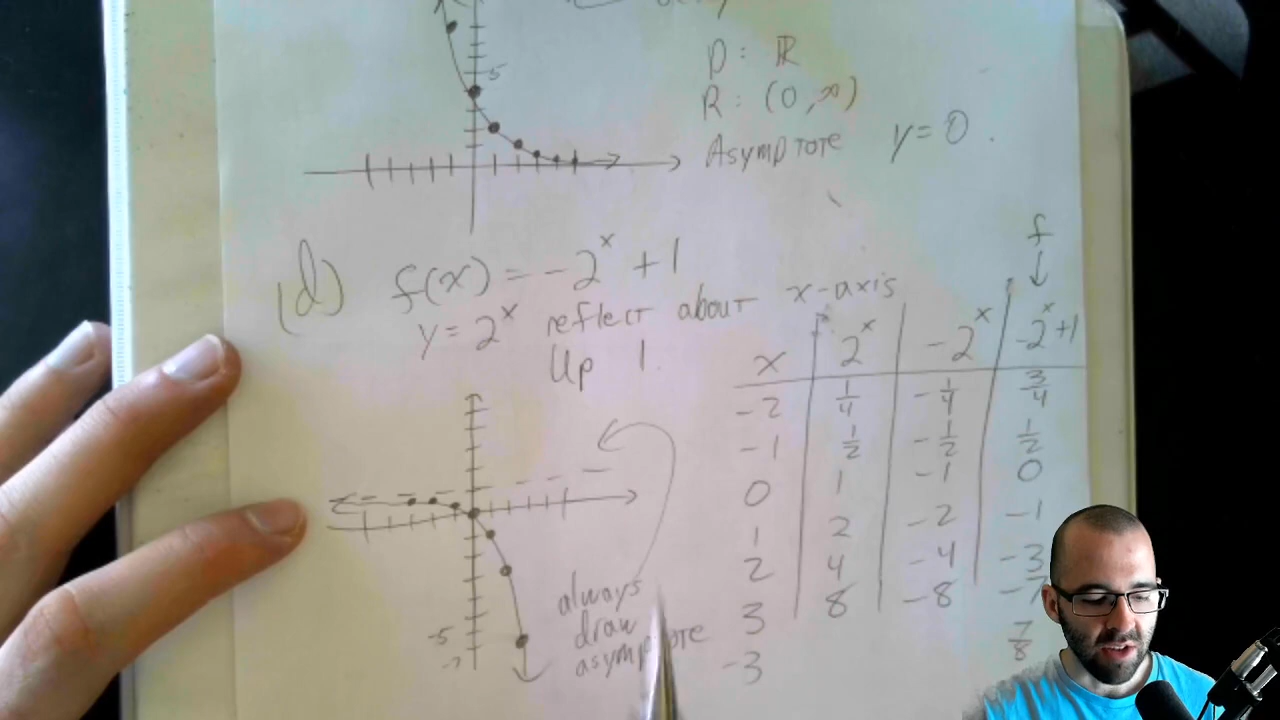 5
D: ℝ
R: (0,∞)
Asymptote y=0.
(d) f(x) = -2^x + 1
y = 2^x reflect about x-axis
Up 1.
f
↓
x 2^x -2^x -2^x+1
-2 1/4 -1/4 3/4
-1 1/2 -1/2 1/2
0 1 -1 0
1 2 -2 -1
2 4 -4 -3
3 8 -8 -7
-3 7/8
always
draw
asymptote
-5
-7